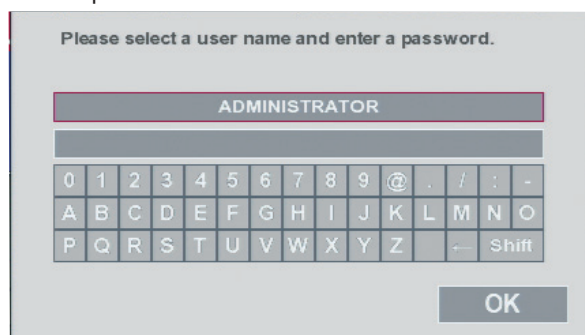 Please select a user name and enter a password.
ADMINISTRATOR
0 1 2 3 4 5 6 7 8 9 @ . / : -
A B C D E F G H I J K L M N O
P Q R S T U V W X Y Z ← Shift
OK